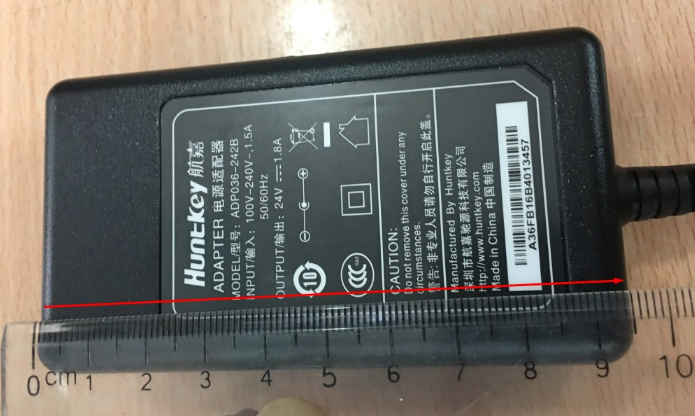 Huntkey 航嘉
ADAPTER 电源适配器
MODEL/型号: ADP036-242B
INPUT/输入: 100V-240V~,1.5A
50/60Hz
OUTPUT/输出: 24V 1.8A
10
CCC
CAUTION:
Do not remove this cover under any
circumstances.
警告:非专业人员请勿自行开启此盖。
Manufactured By Huntkey
深圳市航嘉驰源科技有限公司
http://www.huntkey.com
Made in China 中国制造
A36FB16B4013457
0 cm 1 2 3 4 5 6 7 8 9 10